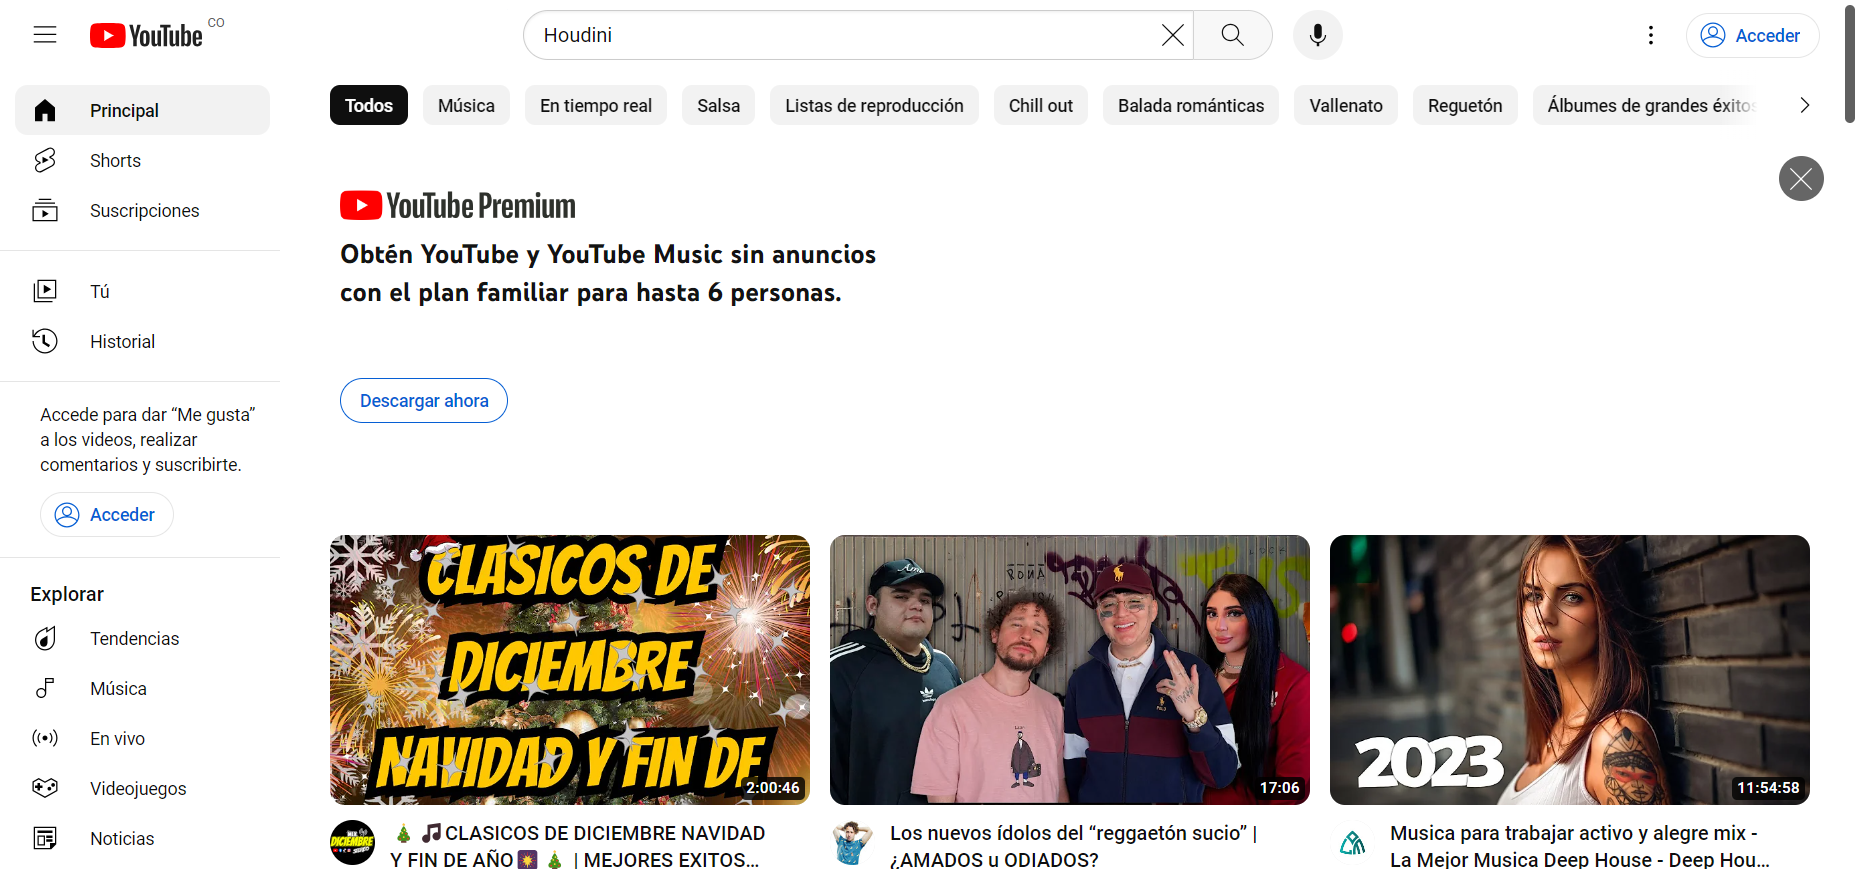 YouTube CO
Houdini
Acceder
Principal
Shorts
Suscripciones
Tú
Historial
Accede para dar “Me gusta”
a los videos, realizar
comentarios y suscribirte.
Acceder
Explorar
Tendencias
Música
En vivo
Videojuegos
Noticias
Todos Música En tiempo real Salsa Listas de reproducción Chill out Balada románticas Vallenato Reguetón Álbumes de grandes éxitos
YouTube Premium
Obtén YouTube y YouTube Music sin anuncios
con el plan familiar para hasta 6 personas.
Descargar ahora
CLASICOS DE
DICIEMBRE
NAVIDAD Y FIN DE
2:00:46
DICIEMBRE
🎄 🎵CLASICOS DE DICIEMBRE NAVIDAD
Y FIN DE AÑO🎆 🎄 | MEJORES EXITOS...
ROMA
17:06
Los nuevos ídolos del “reggaetón sucio” |
¿AMADOS u ODIADOS?
2023
11:54:58
Musica para trabajar activo y alegre mix -
La Mejor Musica Deep House - Deep Hou...